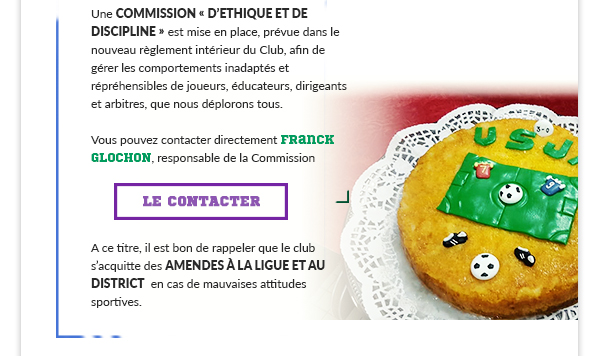 Une COMMISSION « D’ETHIQUE ET DE
DISCIPLINE » est mise en place, prévue dans le
nouveau règlement intérieur du Club, afin de
gérer les comportements inadaptés et
répréhensibles de joueurs, éducateurs, dirigeants
et arbitres, que nous déplorons tous.
Vous pouvez contacter directement FRANCK
GLOCHON, responsable de la Commission
LE CONTACTER
A ce titre, il est bon de rappeler que le club
s’acquitte des AMENDES À LA LIGUE ET AU
DISTRICT en cas de mauvaises attitudes
sportives.
3-0